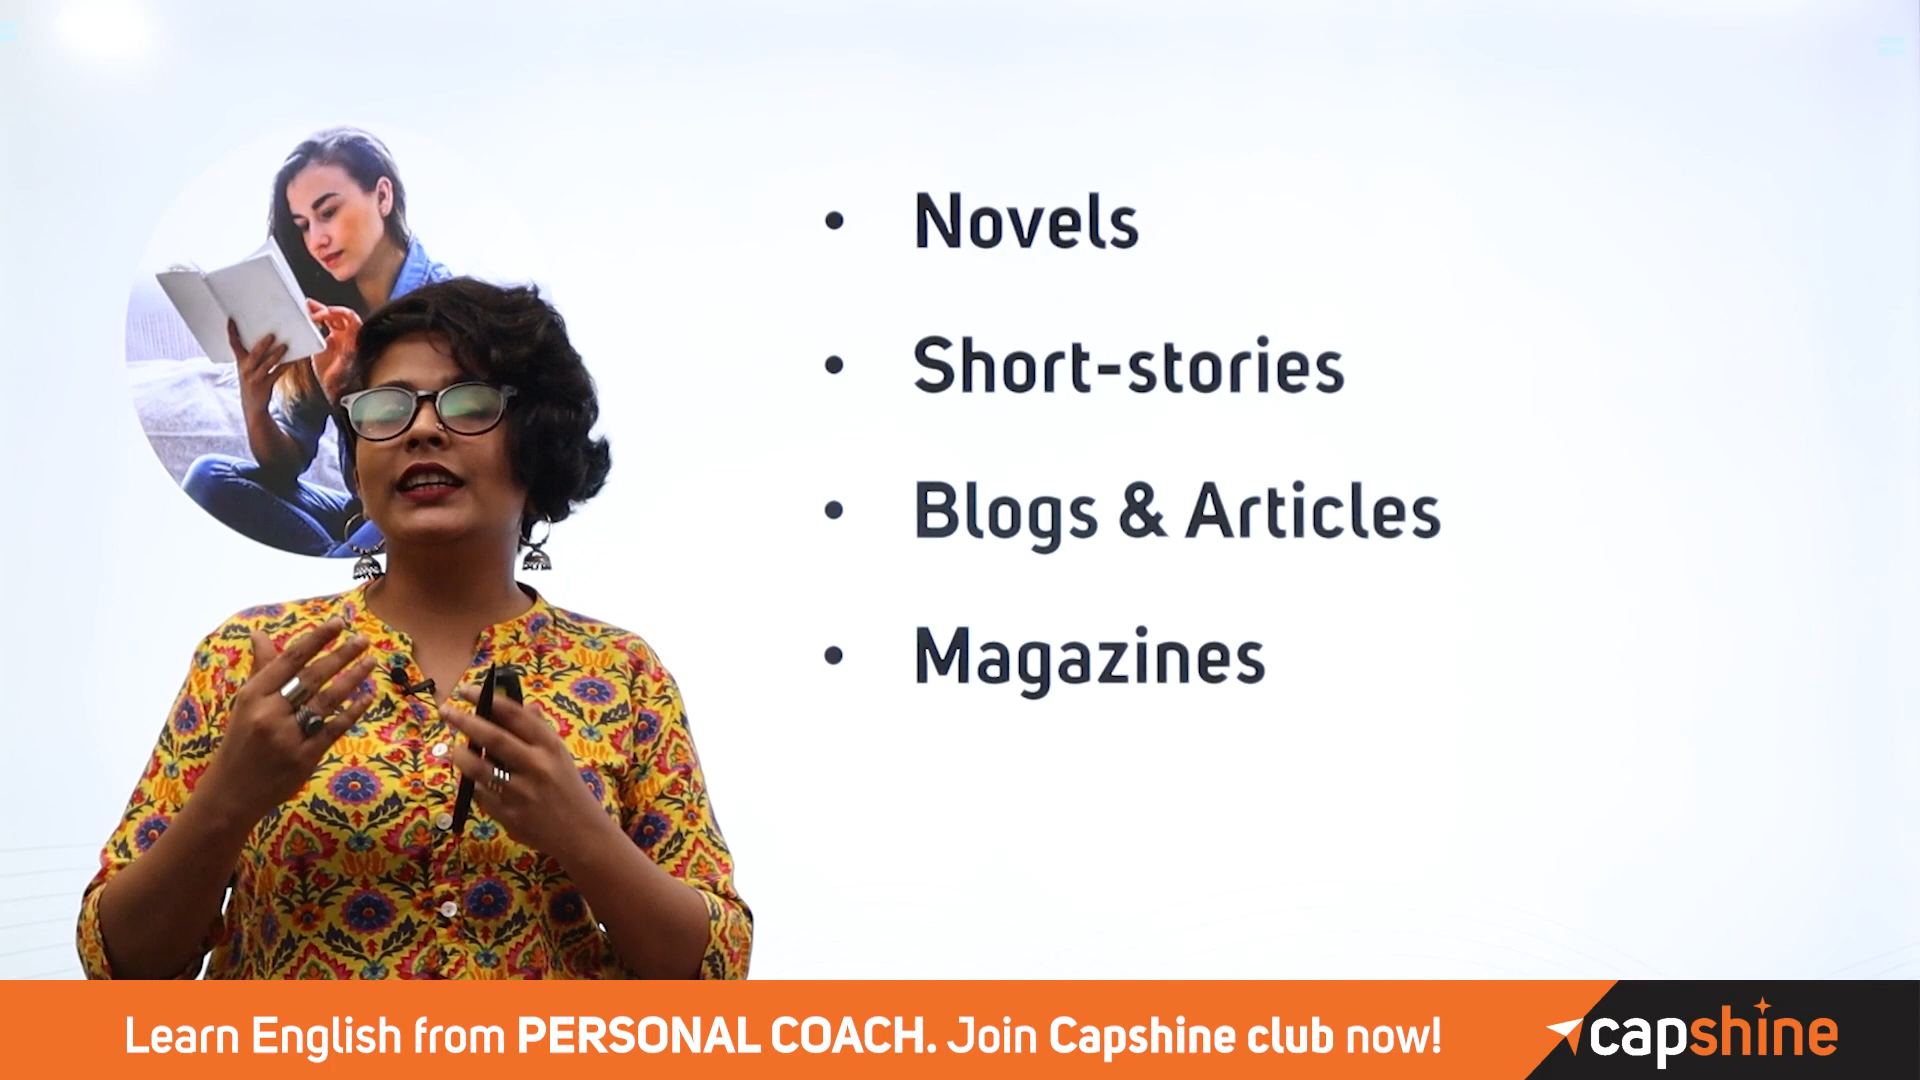 • Novels
• Short-stories
• Blogs & Articles
• Magazines
Learn English from PERSONAL COACH. Join Capshine club now!
capshine